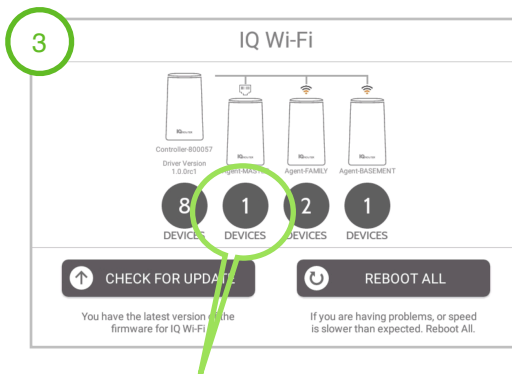 3
IQ Wi-Fi
Controller-800057
Driver Version
1.0.0rc1
Agent-FAMILY
Agent-BASEMENT
8
1
2
1
DEVICES
DEVICES
DEVICES
DEVICES
CHECK FOR UPDATE
REBOOT ALL
You have the latest version of the
firmware for IQ Wi-Fi
If you are having problems, or speed
is slower than expected. Reboot All.